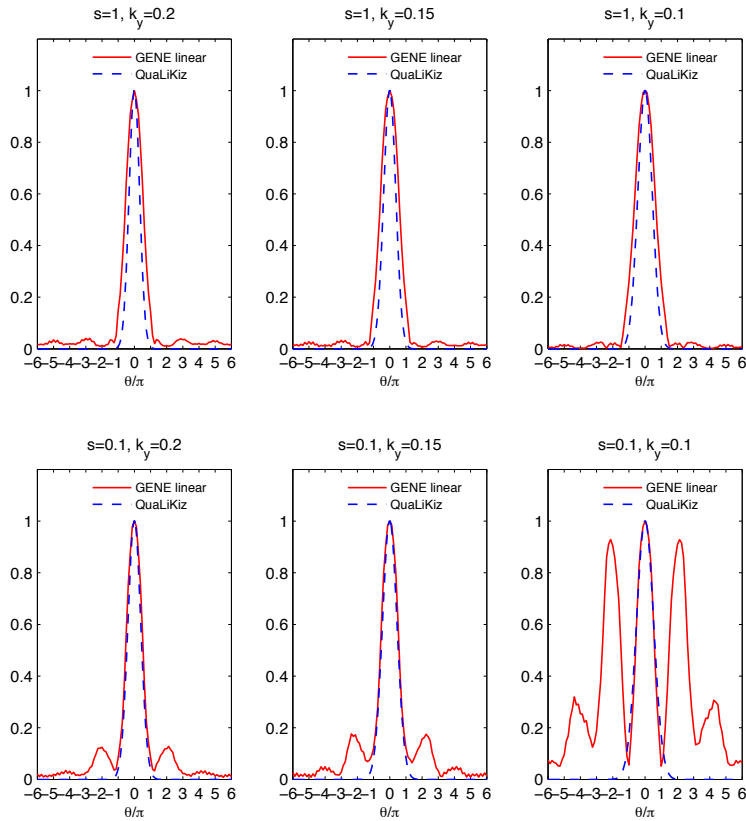 s=1, k_y=0.2
GENE linear
QuaLiKiz
1
0.8
0.6
0.4
0.2
0
−6−5−4−3−2−1 0 1 2 3 4 5 6
θ/π
s=1, k_y=0.15
GENE linear
QuaLiKiz
1
0.8
0.6
0.4
0.2
0
−6−5−4−3−2−1 0 1 2 3 4 5 6
θ/π
s=1, k_y=0.1
GENE linear
QuaLiKiz
1
0.8
0.6
0.4
0.2
0
−6−5−4−3−2−1 0 1 2 3 4 5 6
θ/π
s=0.1, k_y=0.2
GENE linear
QuaLiKiz
1
0.8
0.6
0.4
0.2
0
−6−5−4−3−2−1 0 1 2 3 4 5 6
θ/π
s=0.1, k_y=0.15
GENE linear
QuaLiKiz
1
0.8
0.6
0.4
0.2
0
−6−5−4−3−2−1 0 1 2 3 4 5 6
θ/π
s=0.1, k_y=0.1
GENE linear
QuaLiKiz
1
0.8
0.6
0.4
0.2
0
−6−5−4−3−2−1 0 1 2 3 4 5 6
θ/π